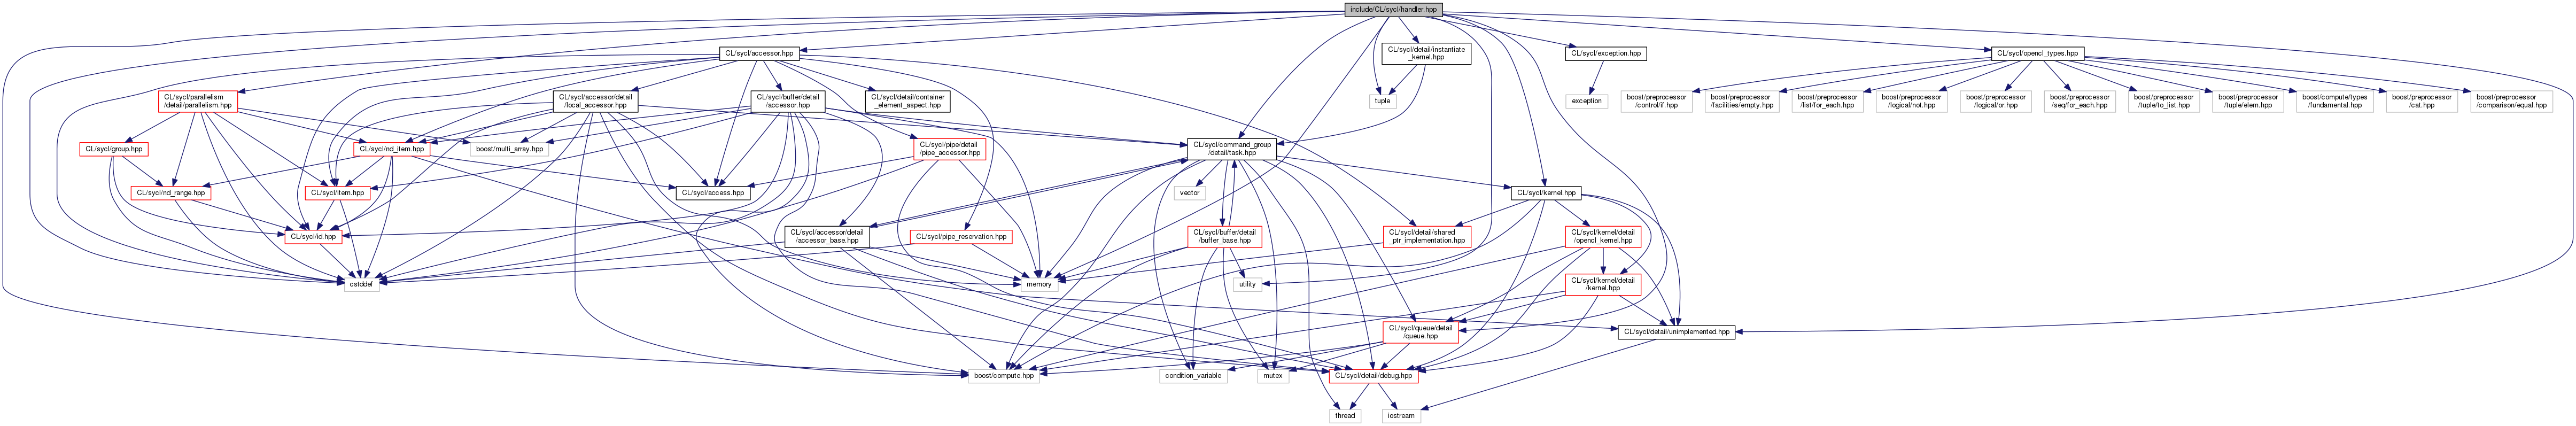 include/CL/sycl/handler.hpp
CL/sycl/accessor.hpp
CL/sycl/detail/instantiate
_kernel.hpp
CL/sycl/exception.hpp
CL/sycl/opencl_types.hpp
CL/sycl/parallelism
/detail/parallelism.hpp
CL/sycl/accessor/detail
/local_accessor.hpp
CL/sycl/buffer/detail
/accessor.hpp
CL/sycl/detail/container
_element_aspect.hpp
tuple
exception
boost/preprocessor
/control/if.hpp
boost/preprocessor
/facilities/empty.hpp
boost/preprocessor
/list/for_each.hpp
boost/preprocessor
/logical/not.hpp
boost/preprocessor
/logical/or.hpp
boost/preprocessor
/seq/for_each.hpp
boost/preprocessor
/tuple/to_list.hpp
boost/preprocessor
/tuple/elem.hpp
boost/compute/types
/fundamental.hpp
boost/preprocessor
/cat.hpp
boost/preprocessor
/comparison/equal.hpp
CL/sycl/group.hpp
CL/sycl/nd_item.hpp
boost/multi_array.hpp
CL/sycl/pipe/detail
/pipe_accessor.hpp
CL/sycl/command_group
/detail/task.hpp
CL/sycl/nd_range.hpp
CL/sycl/item.hpp
CL/sycl/access.hpp
vector
CL/sycl/kernel.hpp
CL/sycl/id.hpp
CL/sycl/accessor/detail
/accessor_base.hpp
CL/sycl/pipe_reservation.hpp
CL/sycl/buffer/detail
/buffer_base.hpp
CL/sycl/detail/shared
_ptr_implementation.hpp
CL/sycl/kernel/detail
/opencl_kernel.hpp
cstddef
memory
utility
CL/sycl/kernel/detail
/kernel.hpp
CL/sycl/queue/detail
/queue.hpp
CL/sycl/detail/unimplemented.hpp
boost/compute.hpp
condition_variable
mutex
CL/sycl/detail/debug.hpp
thread
iostream